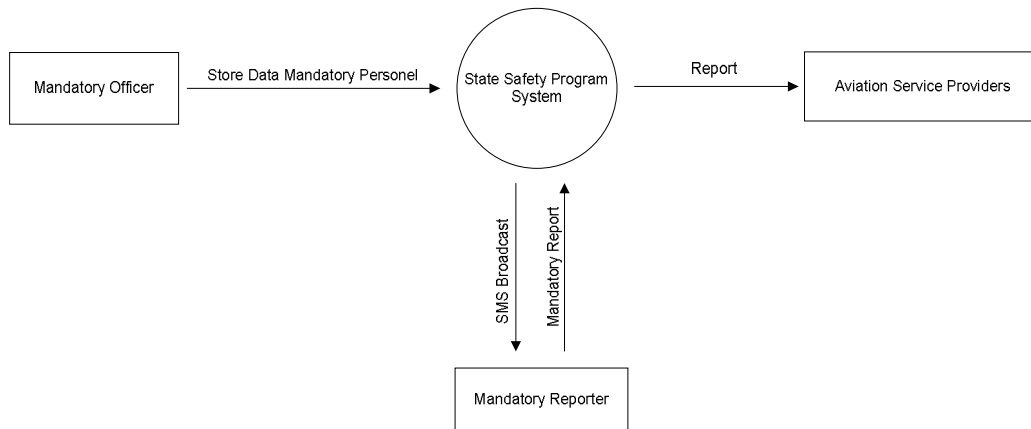 Mandatory Officer
Store Data Mandatory Personel
State Safety Program
System
Report
Aviation Service Providers
SMS Broadcast
Mandatory Report
Mandatory Reporter